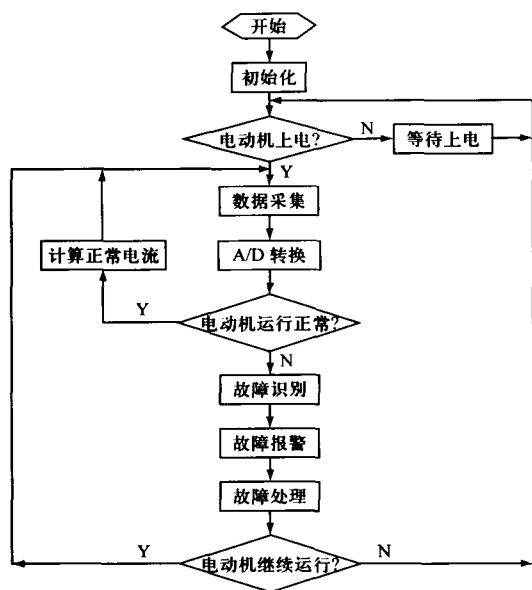 开始
初始化
电动机上电?
N
等待上电
Y
数据采集
计算正常电流
A/D 转换
Y
电动机运行正常?
N
故障识别
故障报警
故障处理
Y
电动机继续运行?
N